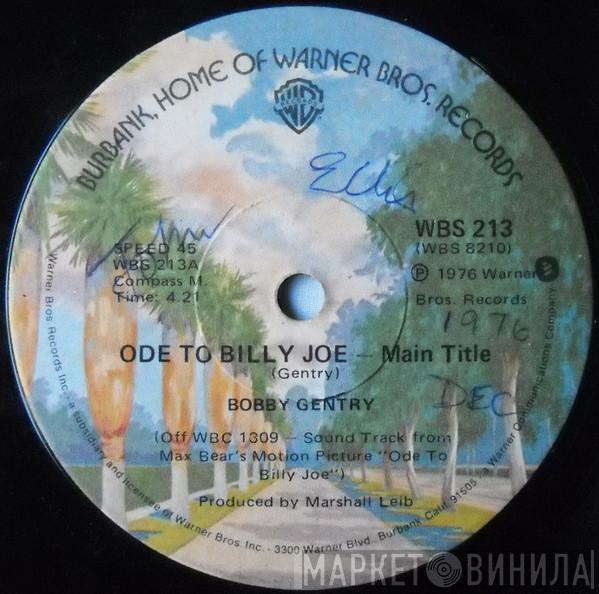 BURBANK, HOME OF WARNER BROS. RECORDS
Ellis
SPEED 45
WBS 213A
Compass M.
Time: 4.21
WBS 213
(WBS 8210)
℗ 1976 Warner
Bros. Records
1976
ODE TO BILLY JOE – Main Title
(Gentry)
BOBBY GENTRY
DEC
(Off WBC 1309 – Sound Track from
Max Bear's Motion Picture "Ode To
Billy Joe")
Produced by Marshall Leib
Warner Bros. Records Inc., a subsidiary and licensee of Warner Bros. Inc. · 3300 Warner Blvd., Burbank, Calif. 91505 · a Warner Communications Company
МАРКЕТ ВИНИЛА